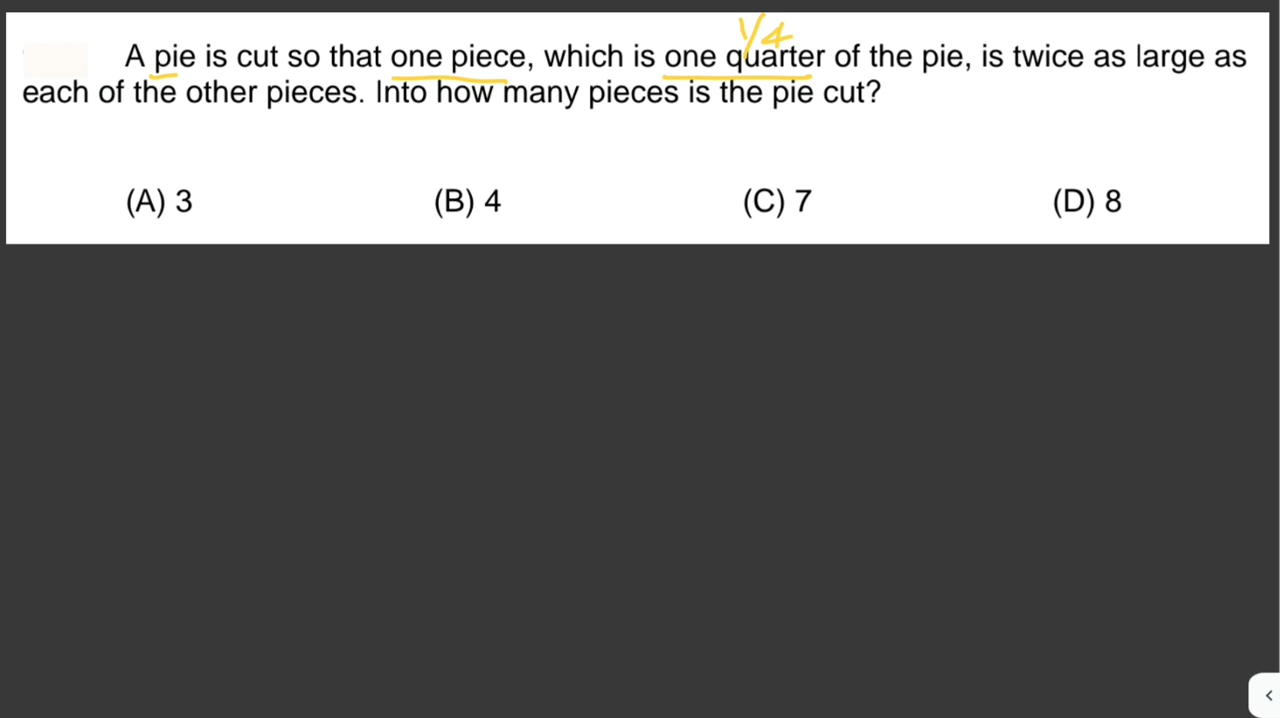 1/4
A pie is cut so that one piece, which is one quarter of the pie, is twice as large as
each of the other pieces. Into how many pieces is the pie cut?
(A) 3 (B) 4 (C) 7 (D) 8